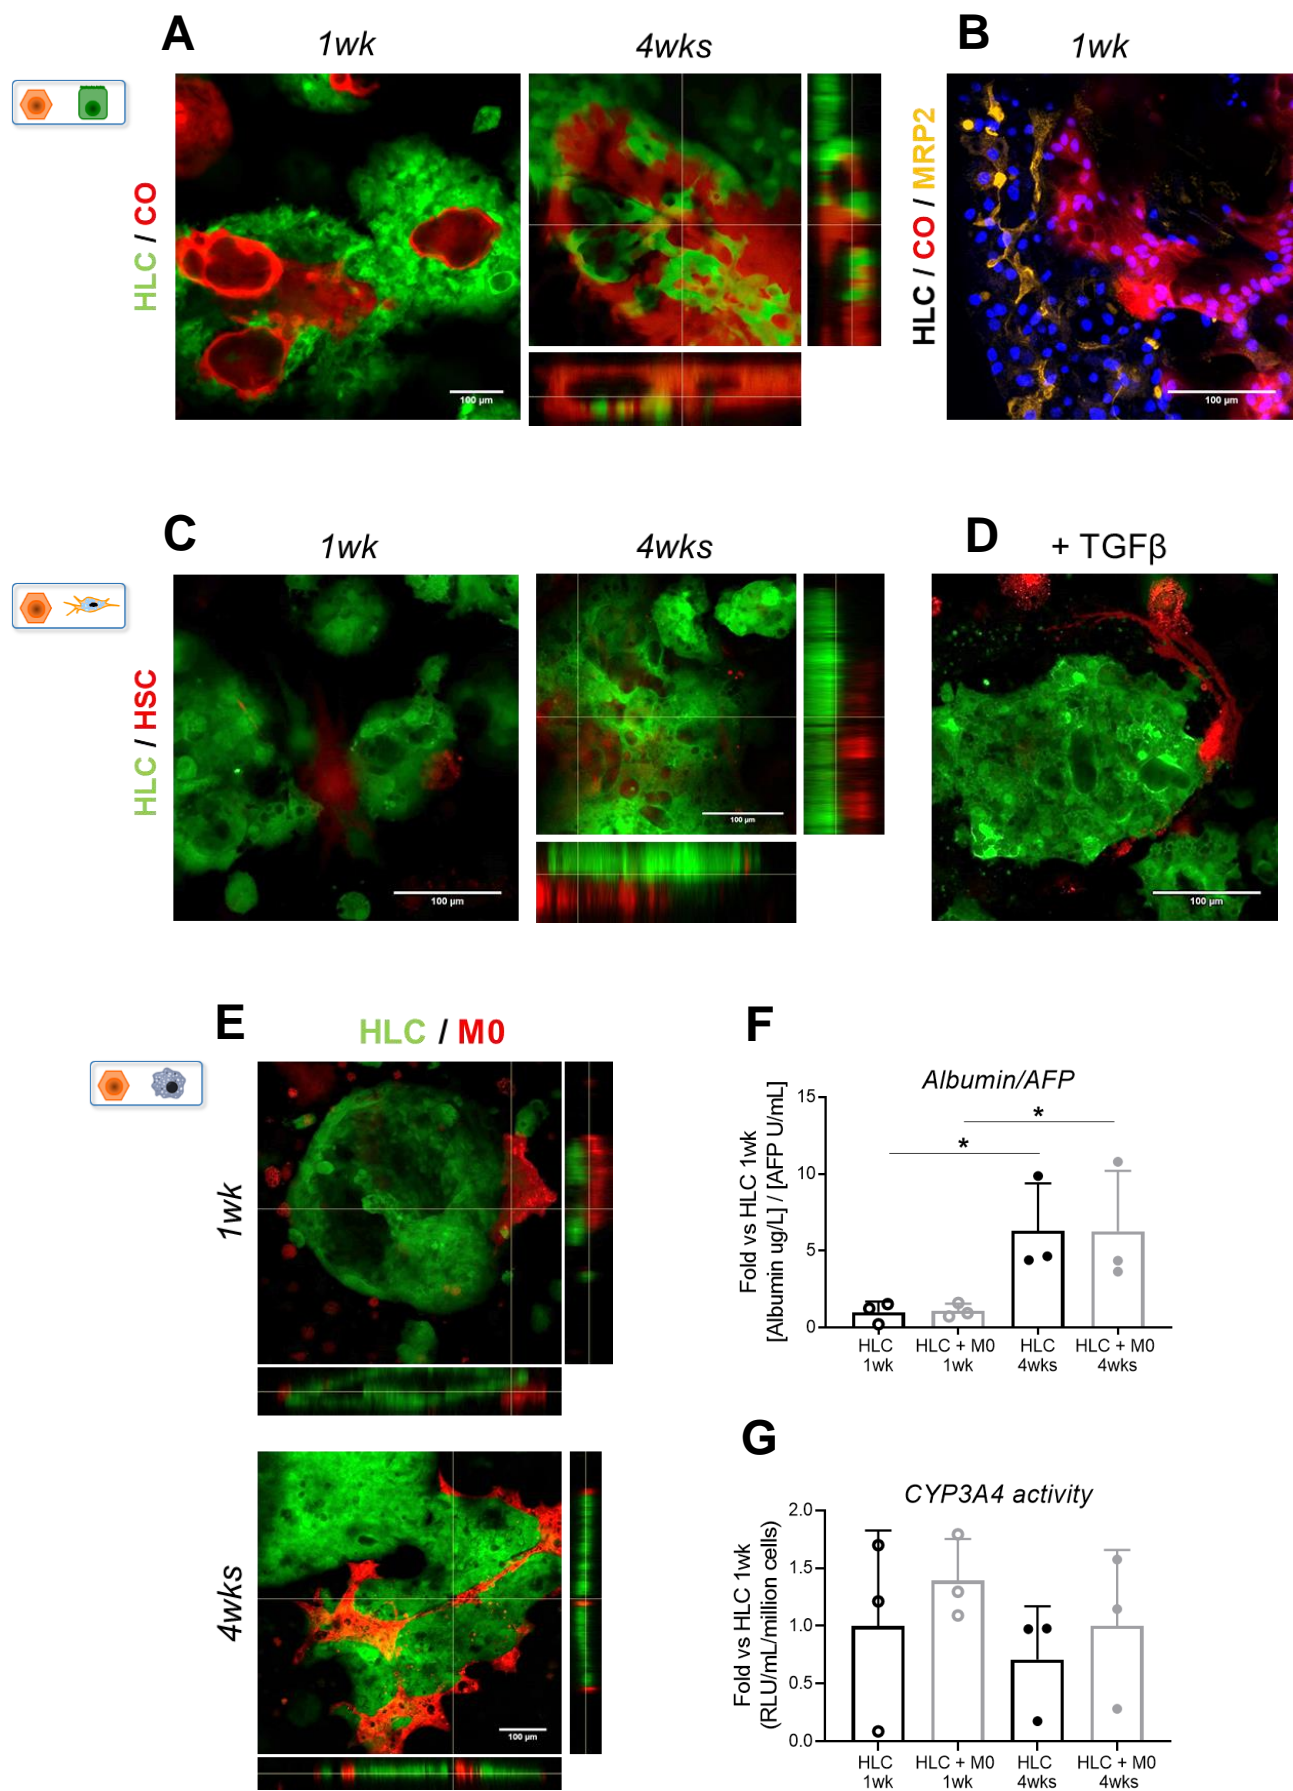 A
1wk
4wks
HLC / CO
100 µm
B
1wk
HLC / CO / MRP2
100 µm
C
1wk
4wks
HLC / HSC
100 µm
100 µm
D
+ TGFβ
100 µm
E
HLC / M0
1wk
4wks
100 µm
F
Albumin/AFP
Fold vs HLC 1wk
[Albumin ug/L] / [AFP U/mL]
15
10
5
0
*
*
HLC
1wk
HLC + M0
1wk
HLC
4wks
HLC + M0
4wks
G
CYP3A4 activity
Fold vs HLC 1wk
(RLU/mL/million cells)
2.0
1.5
1.0
0.5
0.0
HLC
1wk
HLC + M0
1wk
HLC
4wks
HLC + M0
4wks